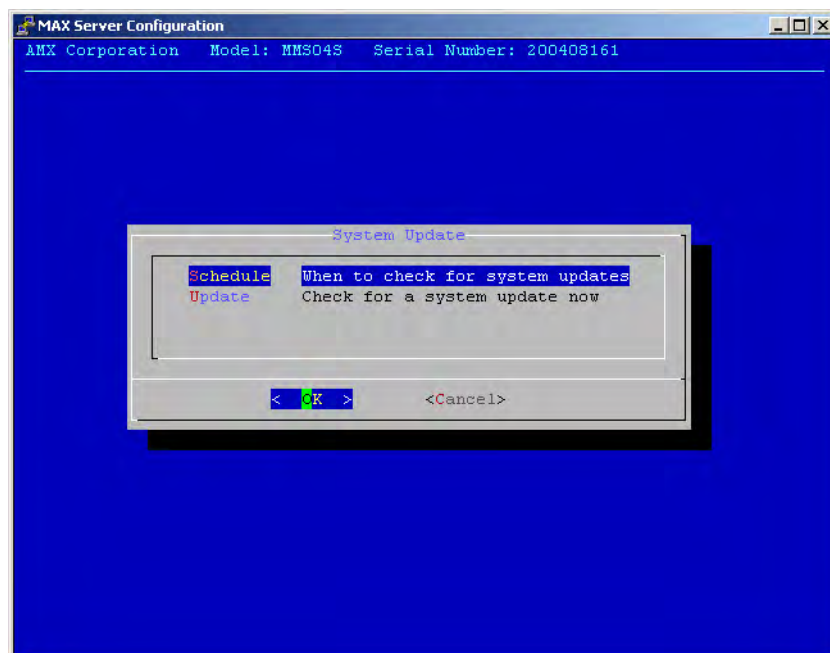 MAX Server Configuration
AMX Corporation Model: MMS04S Serial Number: 200408161
System Update
Schedule When to check for system updates
Update Check for a system update now
< OK > <Cancel>